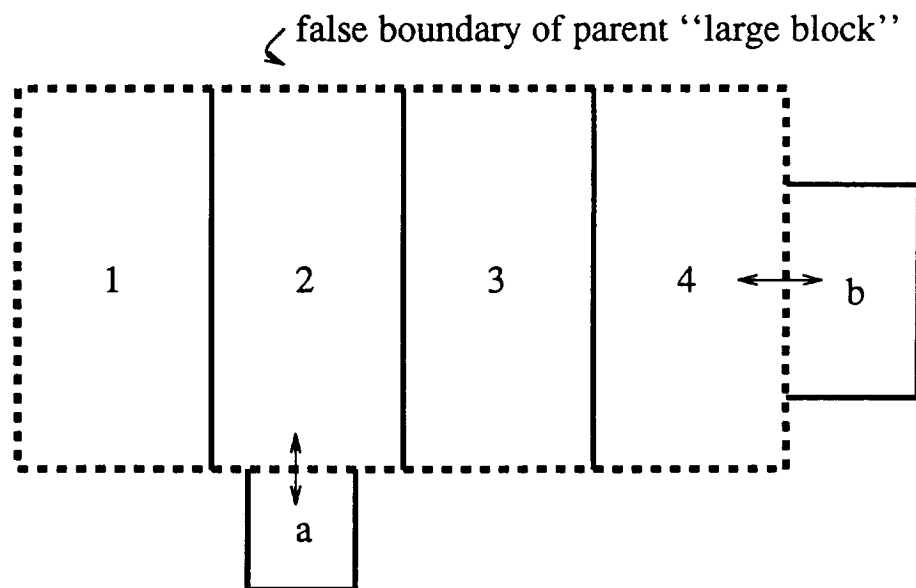 false boundary of parent ‘‘large block’’
1 2 3 4
b
a